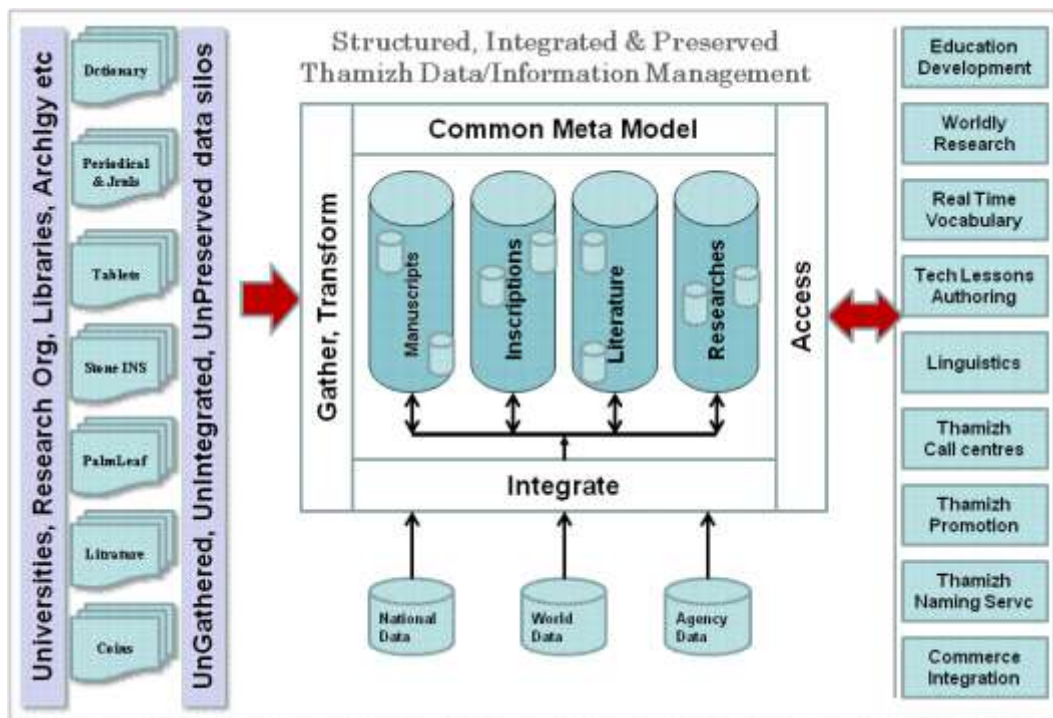 Structured, Integrated & Preserved
Thamizh Data/Information Management
Universities, Research Org, Libraries, Archlgy etc
Dctionary
Periodical
& Jrnls
Tablets
Stone INS
PalmLeaf
Litrature
Coins
UnGathered, UnIntegrated, UnPreserved data silos
Gather, Transform
Common Meta Model
Manuscripts
Inscriptions
Literature
Researches
Integrate
Access
National
Data
World
Data
Agency
Data
Education
Development
Worldly
Research
Real Time
Vocabulary
Tech Lessons
Authoring
Linguistics
Thamizh
Call centres
Thamizh
Promotion
Thamizh
Naming Servc
Commerce
Integration